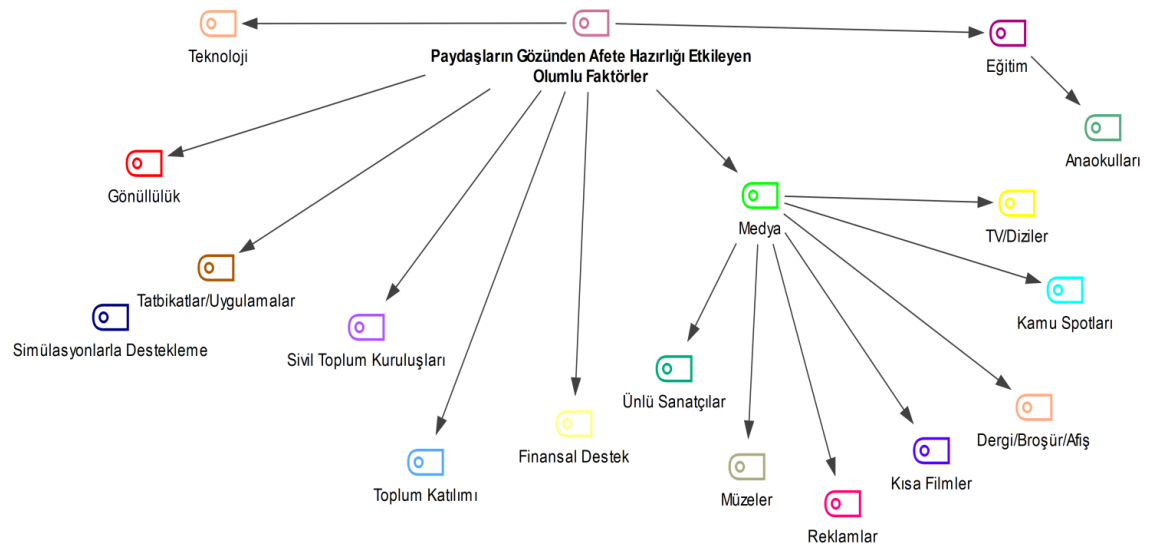 Teknoloji
Paydaşların Gözünden Afete Hazırlığı Etkileyen
Olumlu Faktörler
Eğitim
Anaokulları
Gönüllülük
Medya
TV/Diziler
Tatbikatlar/Uygulamalar
Kamu Spotları
Simülasyonlarla Destekleme
Sivil Toplum Kuruluşları
Ünlü Sanatçılar
Dergi/Broşür/Afiş
Finansal Destek
Toplum Katılımı
Kısa Filmler
Müzeler
Reklamlar